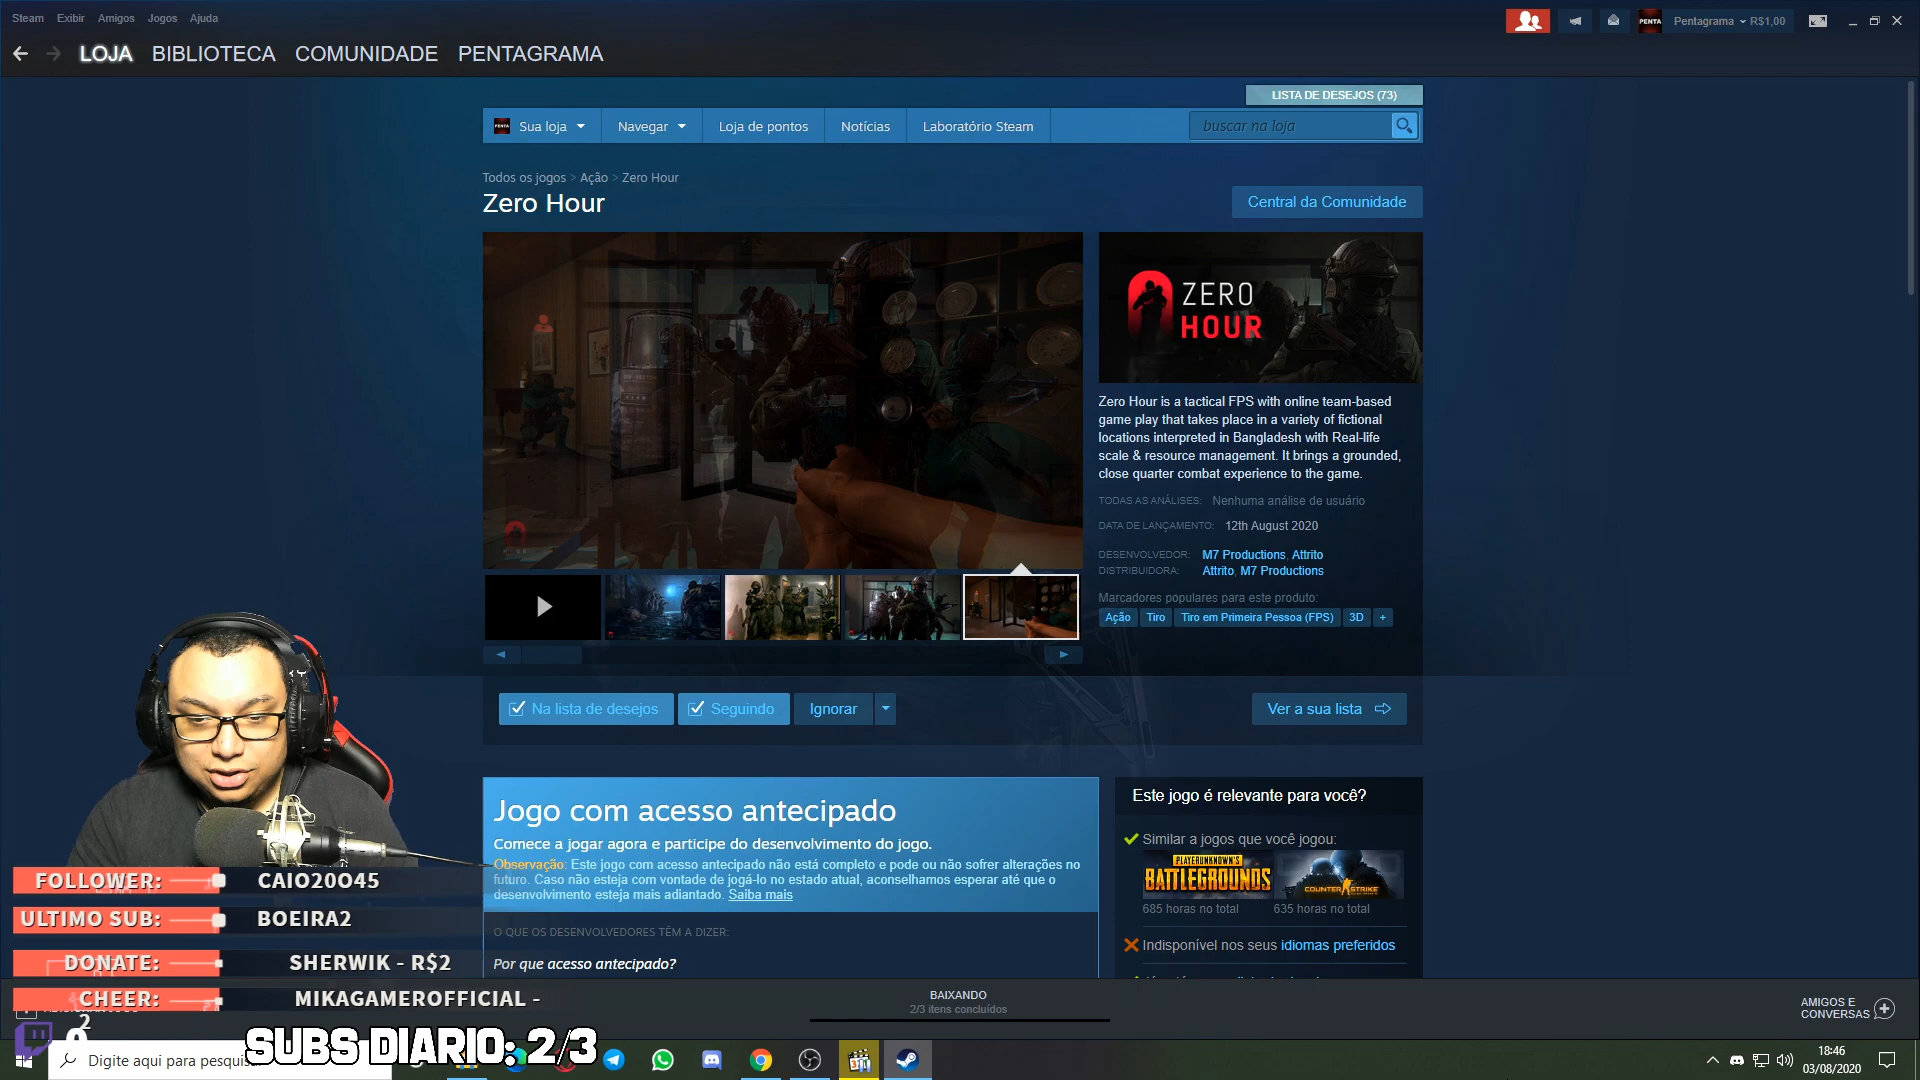 Steam Exibir Amigos Jogos Ajuda
PENTA Pentagrama R$1,00
LOJA BIBLIOTECA COMUNIDADE PENTAGRAMA
LISTA DE DESEJOS (73)
PENTA Sua loja Navegar Loja de pontos Notícias Laboratório Steam buscar na loja
Todos os jogos > Ação > Zero Hour
Zero Hour
Central da Comunidade
ZERO
HOUR
Zero Hour is a tactical FPS with online team-based
game play that takes place in a variety of fictional
locations interpreted in Bangladesh with Real-life
scale & resource management. It brings a grounded,
close quarter combat experience to the game.
TODAS AS ANÁLISES: Nenhuma análise de usuário
DATA DE LANÇAMENTO: 12th August 2020
DESENVOLVEDOR: M7 Productions, Attrito
DISTRIBUIDORA: Attrito, M7 Productions
Marcadores populares para este produto:
Ação Tiro Tiro em Primeira Pessoa (FPS) 3D +
Na lista de desejos Seguindo Ignorar Ver a sua lista
Jogo com acesso antecipado
Comece a jogar agora e participe do desenvolvimento do jogo.
Observação: Este jogo com acesso antecipado não está completo e pode ou não sofrer alterações no
futuro. Caso não esteja com vontade de jogá-lo no estado atual, aconselhamos esperar até que o
desenvolvimento esteja mais adiantado. Saiba mais
O QUE OS DESENVOLVEDORES TÊM A DIZER:
Por que acesso antecipado?
Este jogo é relevante para você?
Similar a jogos que você jogou:
PLAYERUNKNOWN'S
BATTLEGROUNDS
COUNTER STRIKE
685 horas no total 635 horas no total
Indisponível nos seus idiomas preferidos
FOLLOWER: CAIO20O45
ULTIMO SUB: BOEIRA2
DONATE: SHERWIK - R$2
CHEER: MIKAGAMEROFFICIAL -
2
SUBS DIARIO: 2/3
BAIXANDO
2/3 itens concluídos
AMIGOS E
CONVERSAS
Digite aqui para pesquis
18:46
03/08/2020